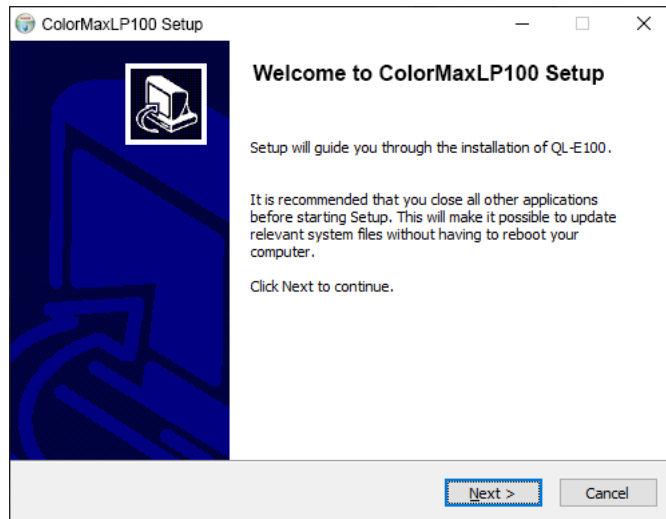 ColorMaxLP100 Setup
Welcome to ColorMaxLP100 Setup
Setup will guide you through the installation of QL-E100.
It is recommended that you close all other applications
before starting Setup. This will make it possible to update
relevant system files without having to reboot your
computer.
Click Next to continue.
Next >
Cancel